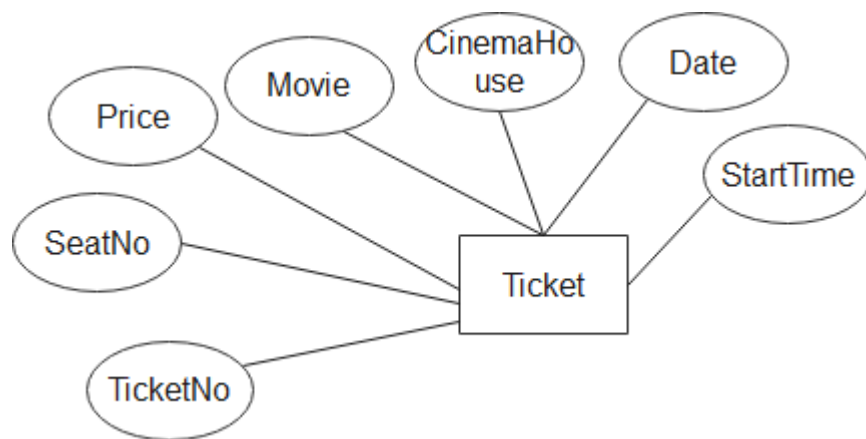 CinemaHo
use
Date
Movie
Price
StartTime
SeatNo
Ticket
TicketNo